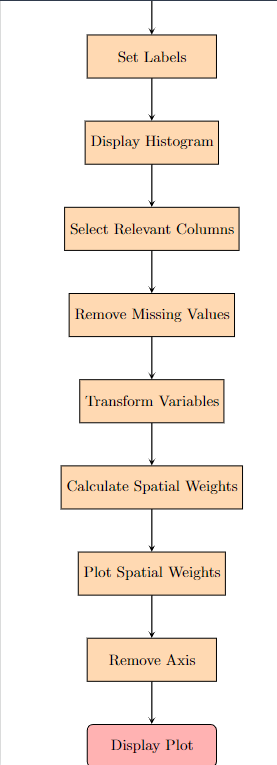 Set Labels
Display Histogram
Select Relevant Columns
Remove Missing Values
Transform Variables
Calculate Spatial Weights
Plot Spatial Weights
Remove Axis
Display Plot